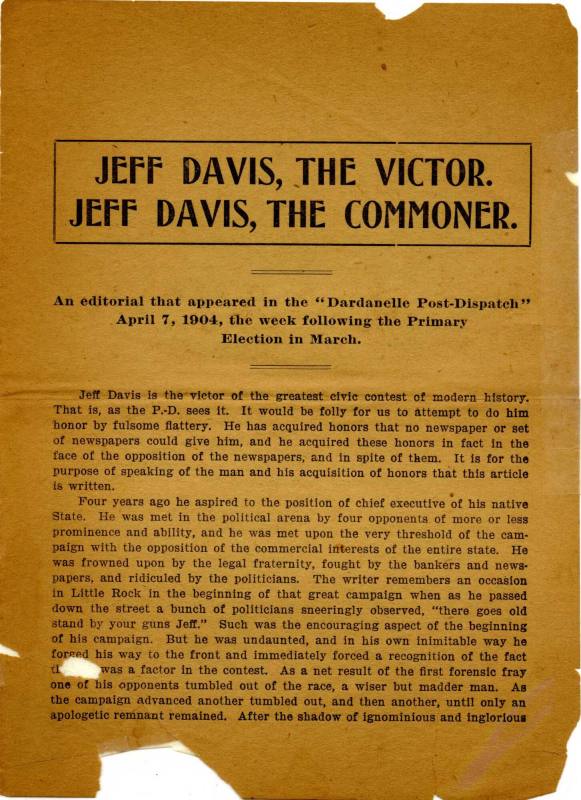 JEFF DAVIS, THE VICTOR.
JEFF DAVIS, THE COMMONER.
An editorial that appeared in the "Dardanelle Post-Dispatch"
April 7, 1904, the week following the Primary
Election in March.
Jeff Davis is the victor of the greatest civic contest of modern history.
That is, as the P.-D. sees it. It would be folly for us to attempt to do him
honor by fulsome flattery. He has acquired honors that no newspaper or set
of newspapers could give him, and he acquired these honors in fact in the
face of the opposition of the newspapers, and in spite of them. It is for the
purpose of speaking of the man and his acquisition of honors that this article
is written.
Four years ago he aspired to the position of chief executive of his native
State. He was met in the political arena by four opponents of more or less
prominence and ability, and he was met upon the very threshold of the cam-
paign with the opposition of the commercial interests of the entire state. He
was frowned upon by the legal fraternity, fought by the bankers and news-
papers, and ridiculed by the politicians. The writer remembers an occasion
in Little Rock in the beginning of that great campaign when as he passed
down the street a bunch of politicians sneeringly observed, "there goes old
stand by your guns Jeff." Such was the encouraging aspect of the beginning
of his campaign. But he was undaunted, and in his own inimitable way he
forged his way to the front and immediately forced a recognition of the fact
was a factor in the contest. As a net result of the first forensic fray
one of his opponents tumbled out of the race, a wiser but madder man. As
the campaign advanced another tumbled out, and then another, until only an
apologetic remnant remained. After the shadow of ignominious and inglorious